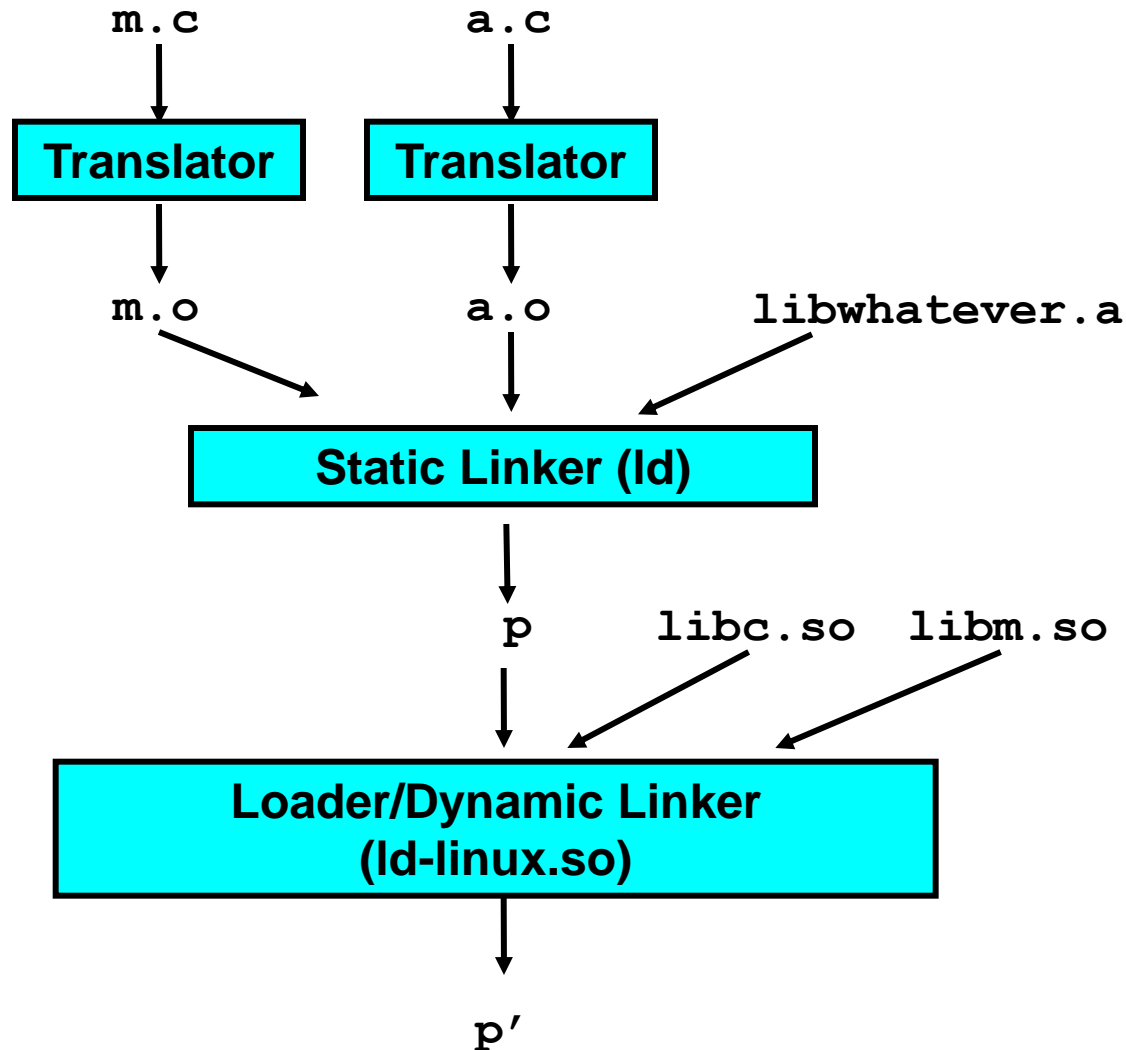 m.c a.c
Translator Translator
m.o a.o libwhatever.a
Static Linker (ld)
p libc.so libm.so
Loader/Dynamic Linker
(ld-linux.so)
p′